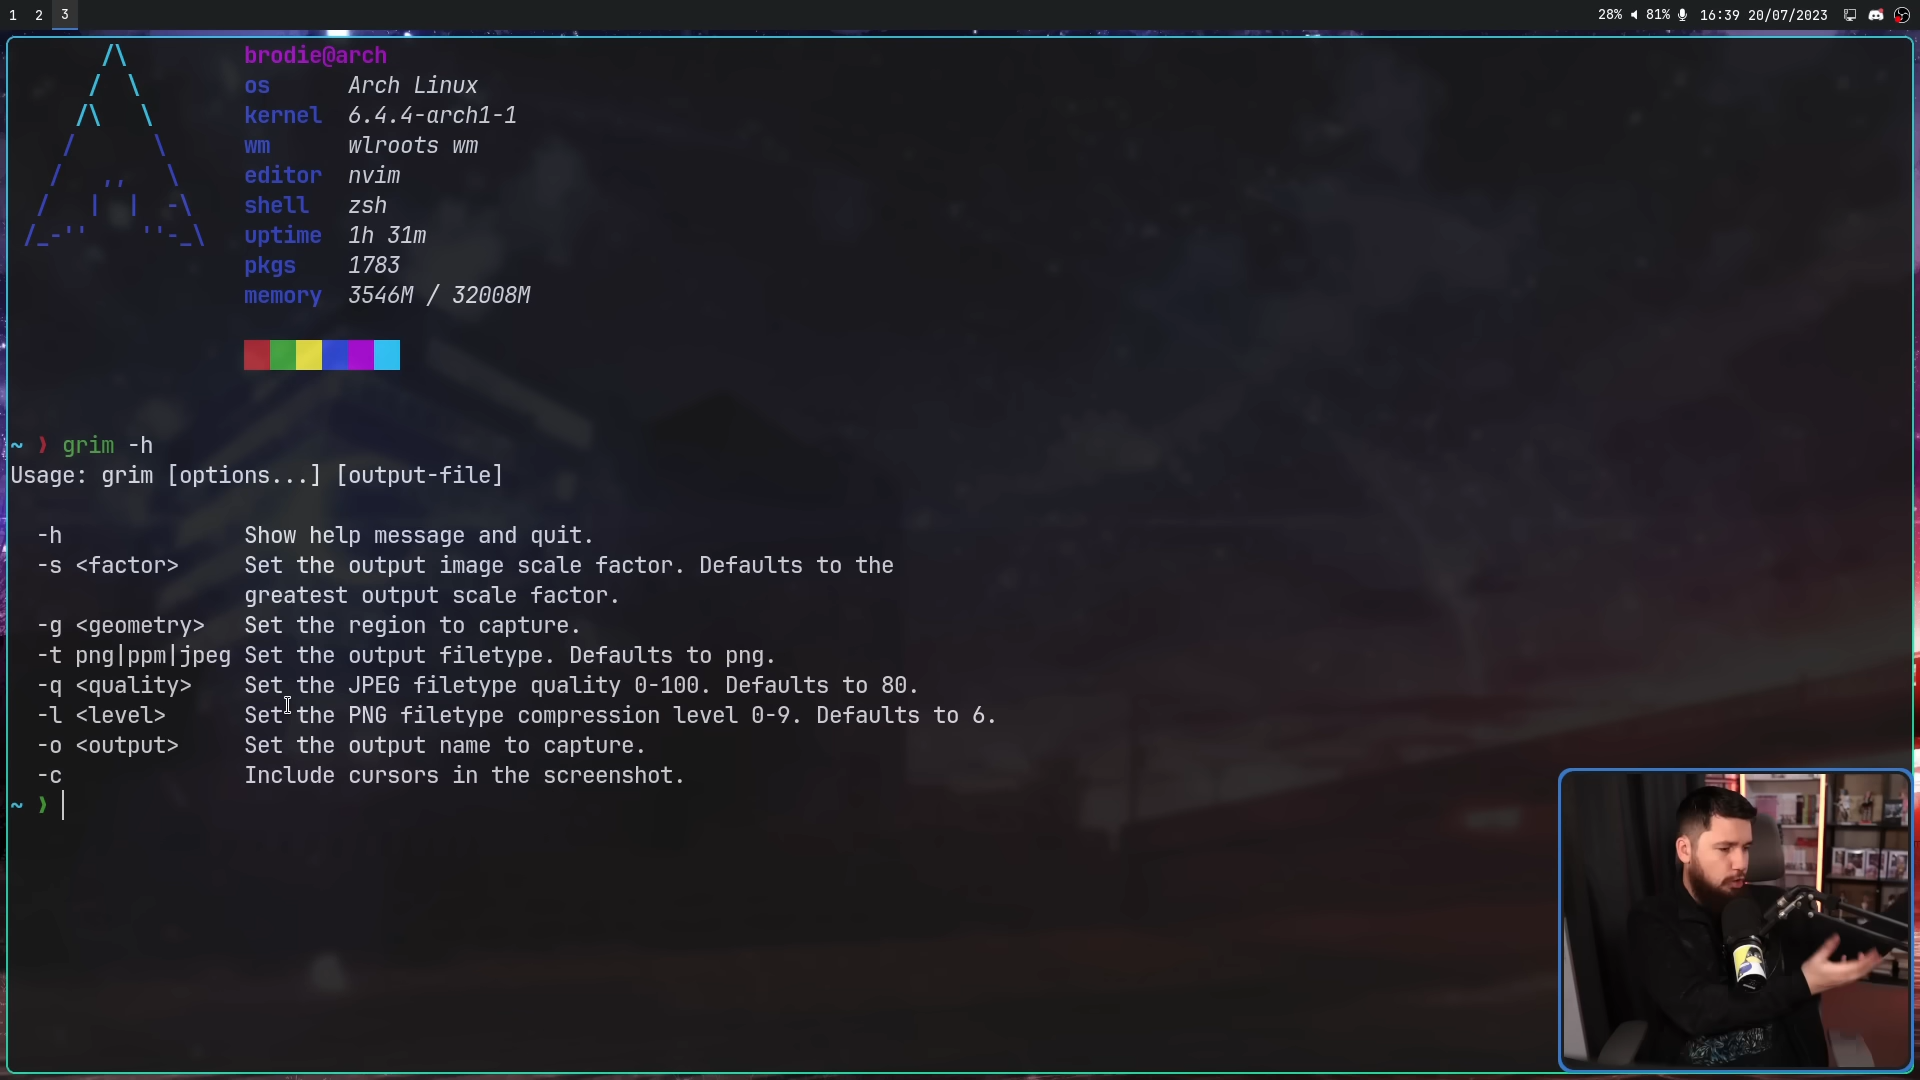 1 2 3
28% 81% 16:39 20/07/2023
brodie@arch
os Arch Linux
kernel 6.4.4-arch1-1
wm wlroots wm
editor nvim
shell zsh
uptime 1h 31m
pkgs 1783
memory 3546M / 32008M
~ ❯ grim -h
Usage: grim [options...] [output-file]
-h Show help message and quit.
-s <factor> Set the output image scale factor. Defaults to the
greatest output scale factor.
-g <geometry> Set the region to capture.
-t png|ppm|jpeg Set the output filetype. Defaults to png.
-q <quality> Set the JPEG filetype quality 0-100. Defaults to 80.
-l <level> Set the PNG filetype compression level 0-9. Defaults to 6.
-o <output> Set the output name to capture.
-c Include cursors in the screenshot.
~ ❯